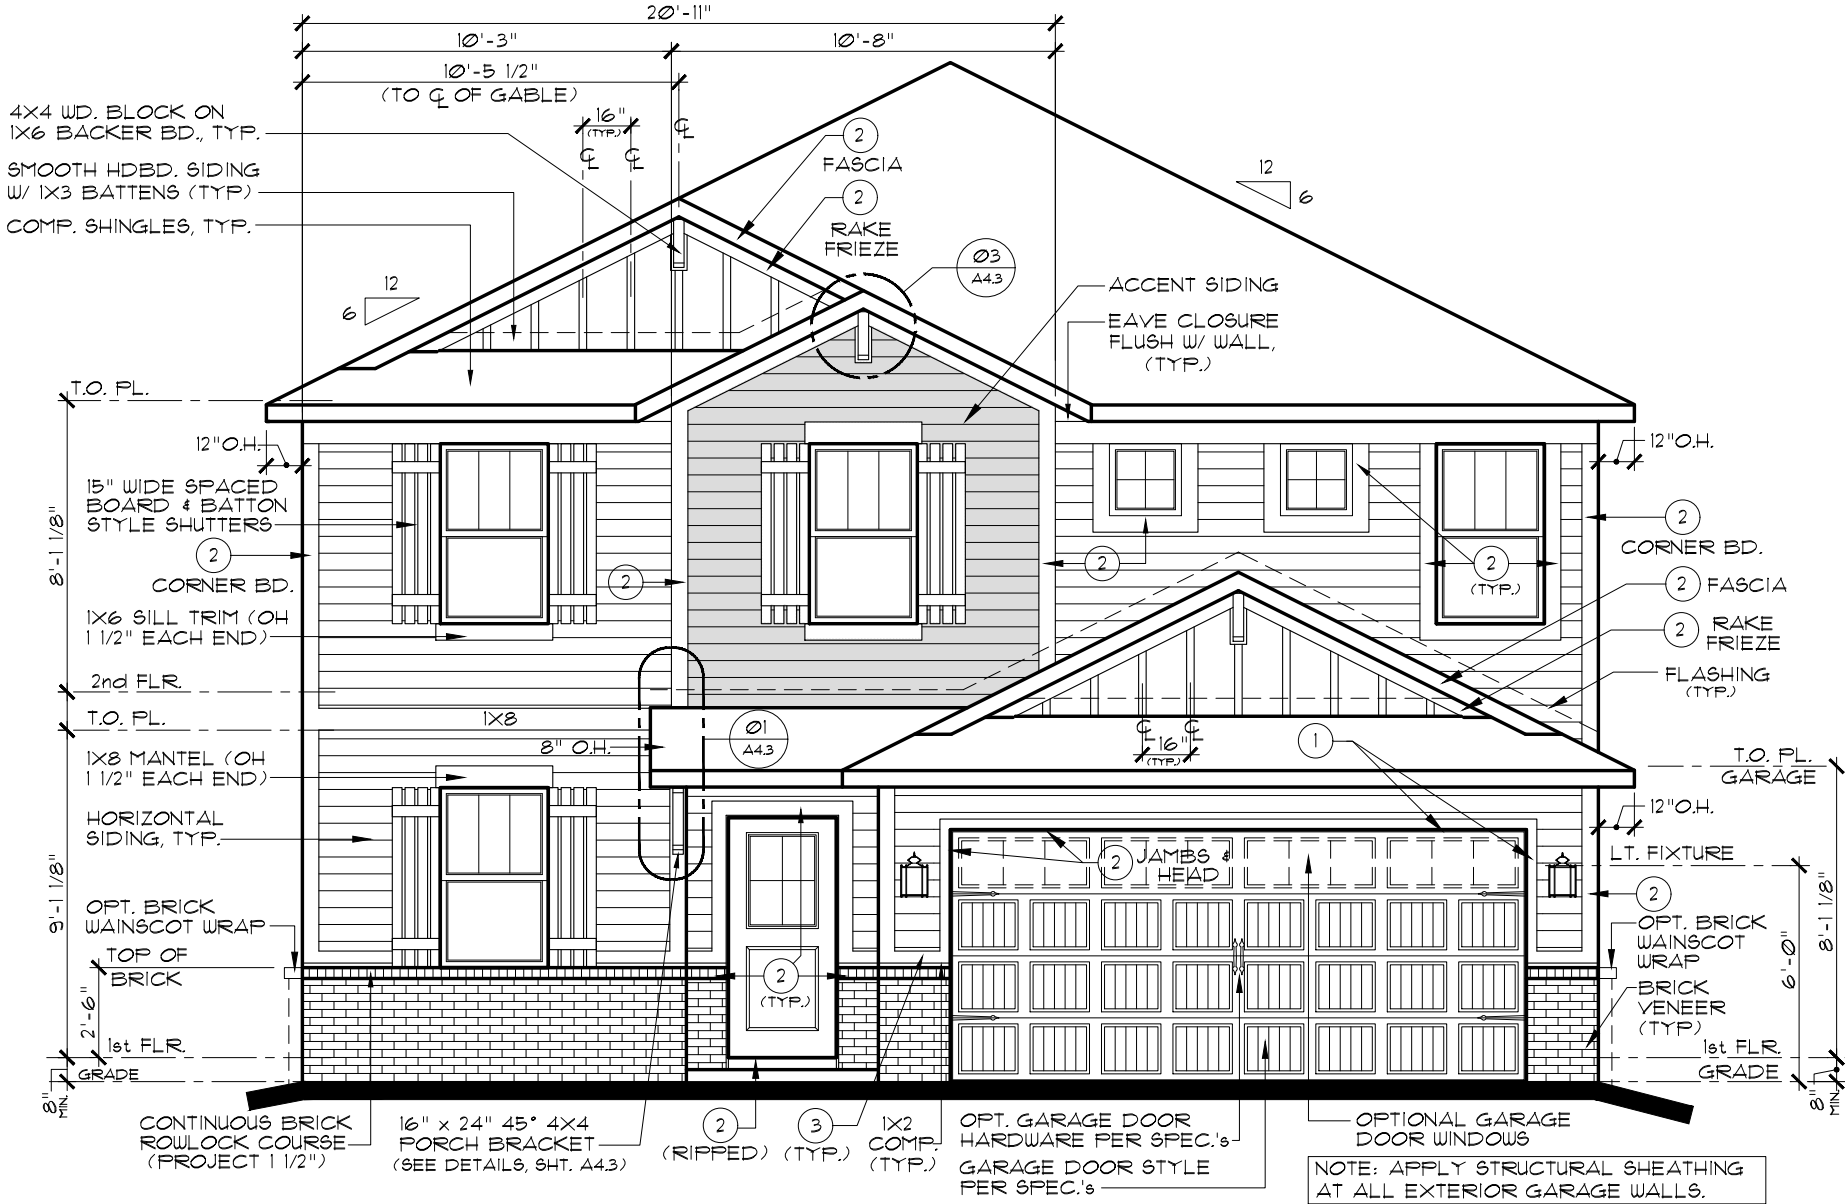 20'-11"
10'-3"
10'-8"
10'-5 1/2"
(TO ℄ OF GABLE)
4X4 WD. BLOCK ON
1X6 BACKER BD., TYP.
16"
(TYP.)
℄
℄
℄
2
FASCIA
SMOOTH HDBD. SIDING
W/ 1X3 BATTENS (TYP)
12
6
2
RAKE
FRIEZE
COMP. SHINGLES, TYP.
Ø3
A4.3
12
6
ACCENT SIDING
EAVE CLOSURE
FLUSH W/ WALL,
(TYP.)
T.O. PL.
12"O.H.
12"O.H.
15" WIDE SPACED
BOARD & BATTON
STYLE SHUTTERS
8'-1 1/8"
2
CORNER BD.
2
2
2
(TYP.)
2
CORNER BD.
2 FASCIA
1X6 SILL TRIM (OH
1 1/2" EACH END)
2 RAKE
FRIEZE
FLASHING
(TYP.)
2nd FLR.
T.O. PL.
1X8
8" O.H.
Ø1
A4.3
℄
℄
16"
(TYP.)
1
T.O. PL.
GARAGE
1X8 MANTEL (OH
1 1/2" EACH END)
12"O.H.
HORIZONTAL
SIDING, TYP.
2 JAMBS &
HEAD
LT. FIXTURE
2
9'-1 1/8"
8'-1 1/8"
OPT. BRICK
WAINSCOT WRAP
OPT. BRICK
WAINSCOT
WRAP
6'-0"
TOP OF
BRICK
2
(TYP.)
BRICK
VENEER
(TYP)
2'-6"
1st FLR.
1st FLR.
GRADE
GRADE
8"
MIN.
8"
MIN.
CONTINUOUS BRICK
ROWLOCK COURSE
(PROJECT 1 1/2")
16" x 24" 45° 4X4
PORCH BRACKET
(SEE DETAILS, SHT. A4.3)
2
(RIPPED)
3
(TYP.)
1X2
COMP.
(TYP.)
OPT. GARAGE DOOR
HARDWARE PER SPEC.'s
GARAGE DOOR STYLE
PER SPEC.'s
OPTIONAL GARAGE
DOOR WINDOWS
NOTE: APPLY STRUCTURAL SHEATHING
AT ALL EXTERIOR GARAGE WALLS.